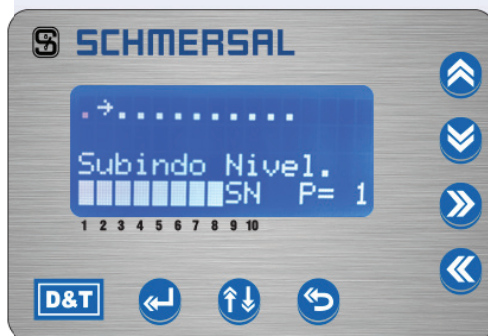 SCHMERSAL
Subindo Nivel.
SN P= 1
1 2 3 4 5 6 7 8 9 10
D&T